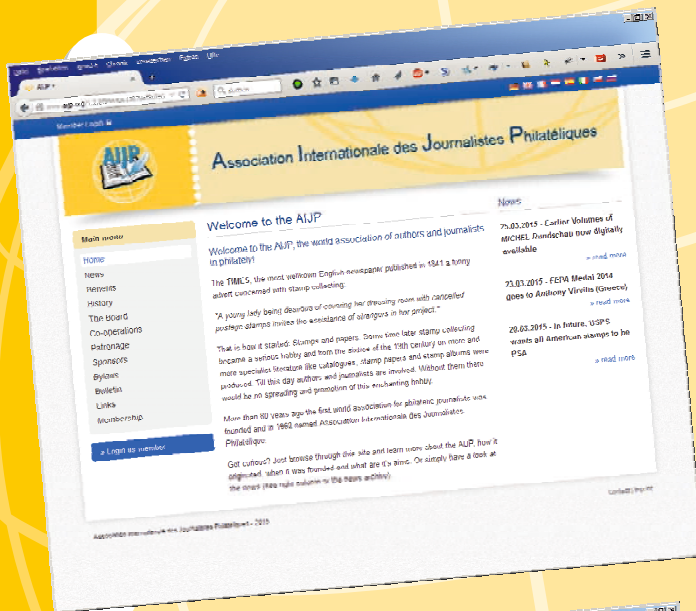 AIJP
Member Login
AIJP
Association Internationale des Journalistes Philatéliques
Main menu
Home
News
Benefits
History
The Board
Co-operations
Patronage
Sponsors
Bylaws
Bulletin
Links
Membership
» Login as member
Welcome to the AIJP
Welcome to the AIJP, the world association of authors and journalists
in philately!
The TIMES, the most wellknown English newspaper published in 1841 a funny
advert concerned with stamp collecting:
"A young lady being desirous of covering her dressing room with cancelled
postage stamps invites the assistance of strangers in her project."
That is how it started: Stamps and papers. Some time later stamp collecting
became a serious hobby and from the sixties of the 19th century on more and
more specialist literature like catalogues, stamp papers and stamp albums were
produced. Till this day authors and journalists are involved. Without them there
would be no spreading and promotion of this enchanting hobby.
More than 80 years ago the first world association for philatelic journalists was
founded and in 1962 named Association Internationale des Journalistes
Philatélique.
Got curious? Just browse through this site and learn more about the AIJP, how it
originated, when it was founded and what are it's aims. Or simply have a look at
the news (see right column or the news archive).
News
25.03.2015 - Earlier Volumes of
MICHEL Rundschau now digitally
available
» read more
23.03.2015 - FEPA Medal 2014
goes to Anthony Virvilis (Greece)
» read more
20.03.2015 - In future, USPS
wants all American stamps to be
PSA
» read more
Association Internationale des Journalistes Philatéliques - 2015
Contact | Imprint